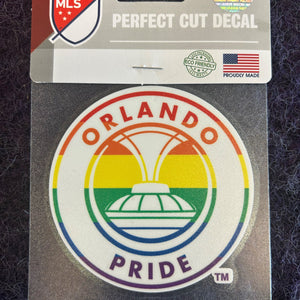 MLS
PERFECT CUT DECAL
ECO FRIENDLY
PROUDLY MADE
ORLANDO
PRIDE
TM